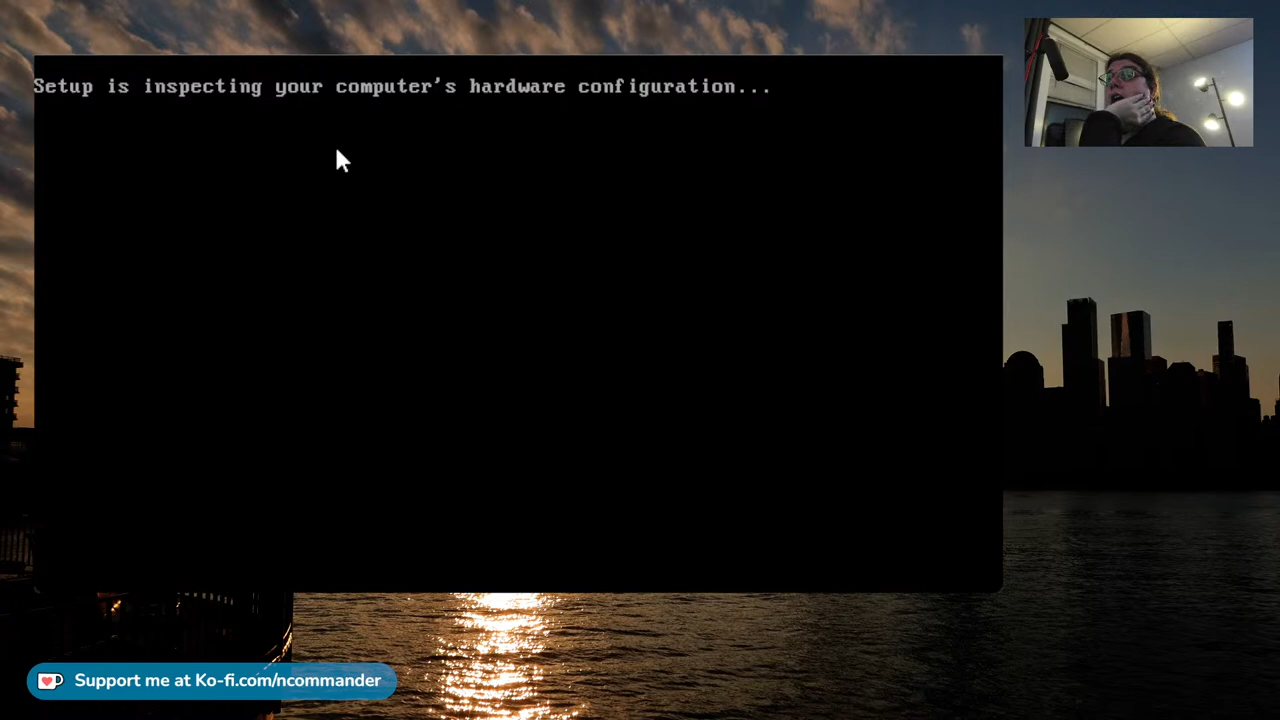 Setup is inspecting your computer's hardware configuration...
Support me at Ko-fi.com/ncommander